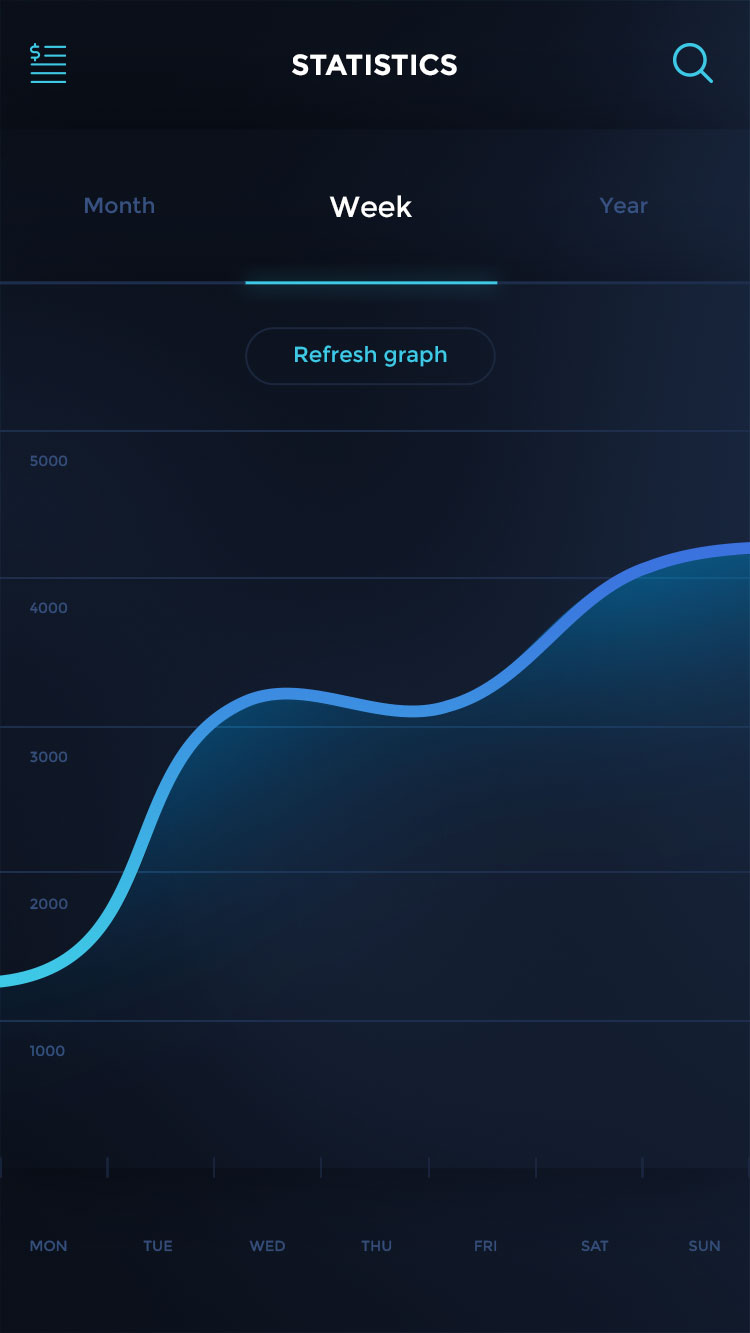 $
STATISTICS
Month Week Year
Refresh graph
5000
4000
3000
2000
1000
MON TUE WED THU FRI SAT SUN